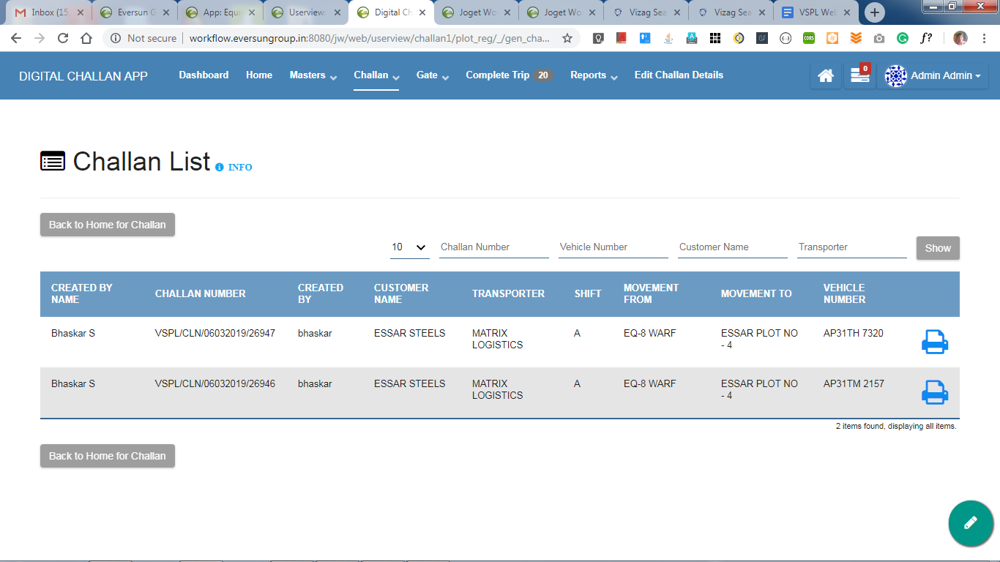 Inbox (15
Eversun G
App: Equi
Userview:
Digital Ch
Joget Wo
Joget Wo
Vizag Sea
Vizag Sea
VSPL Web
Not secure
workflow.eversungroup.in:8080/jw/web/userview/challan1/plot_reg/_/gen_cha...
CORS
f?
DIGITAL CHALLAN APP
Dashboard
Home
Masters
Challan
Gate
Complete Trip 20
Reports
Edit Challan Details
0
Admin Admin
Challan List INFO
Back to Home for Challan
10
Challan Number
Vehicle Number
Customer Name
Transporter
Show
CREATED BY NAME
CHALLAN NUMBER
CREATED BY
CUSTOMER NAME
TRANSPORTER
SHIFT
MOVEMENT FROM
MOVEMENT TO
VEHICLE NUMBER
Bhaskar S
VSPL/CLN/06032019/26947
bhaskar
ESSAR STEELS
MATRIX LOGISTICS
A
EQ-8 WARF
ESSAR PLOT NO - 4
AP31TH 7320
Bhaskar S
VSPL/CLN/06032019/26946
bhaskar
ESSAR STEELS
MATRIX LOGISTICS
A
EQ-8 WARF
ESSAR PLOT NO - 4
AP31TM 2157
2 items found, displaying all items.
Back to Home for Challan